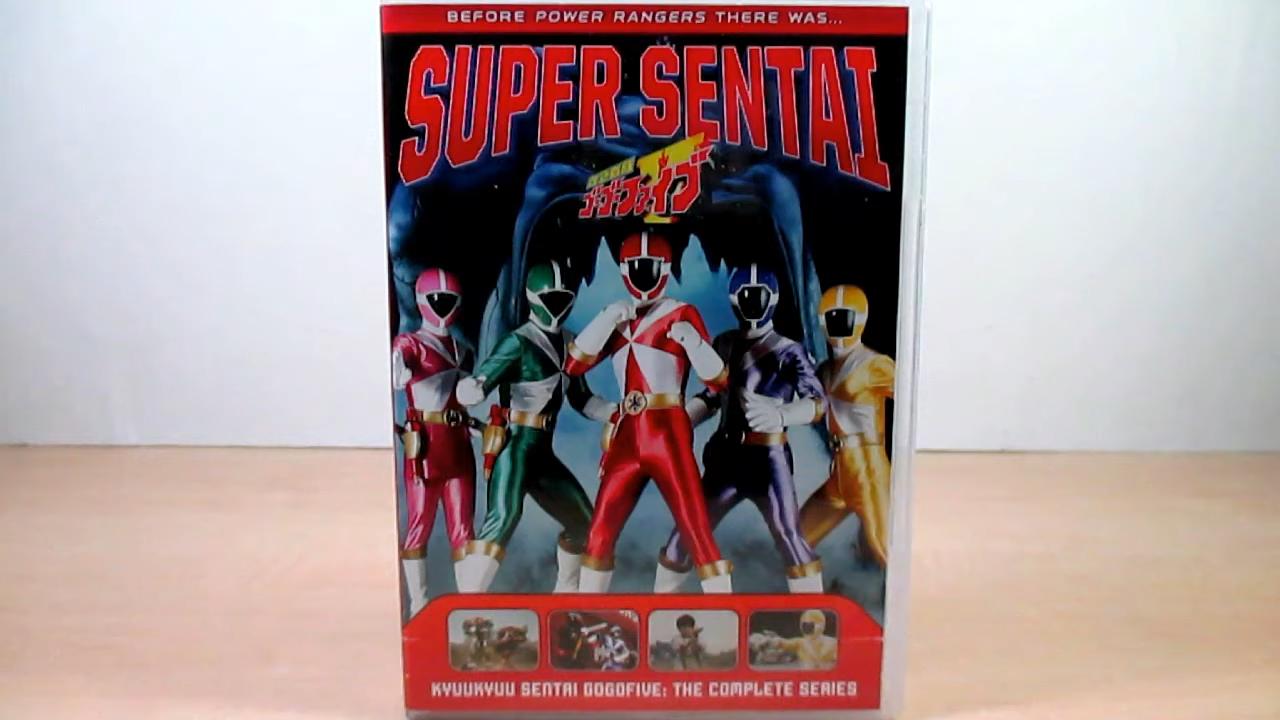 BEFORE POWER RANGERS THERE WAS...
SUPER SENTAI
ゴーゴーファイブ
KYUUKYUU SENTAI GOGOFIVE: THE COMPLETE SERIES